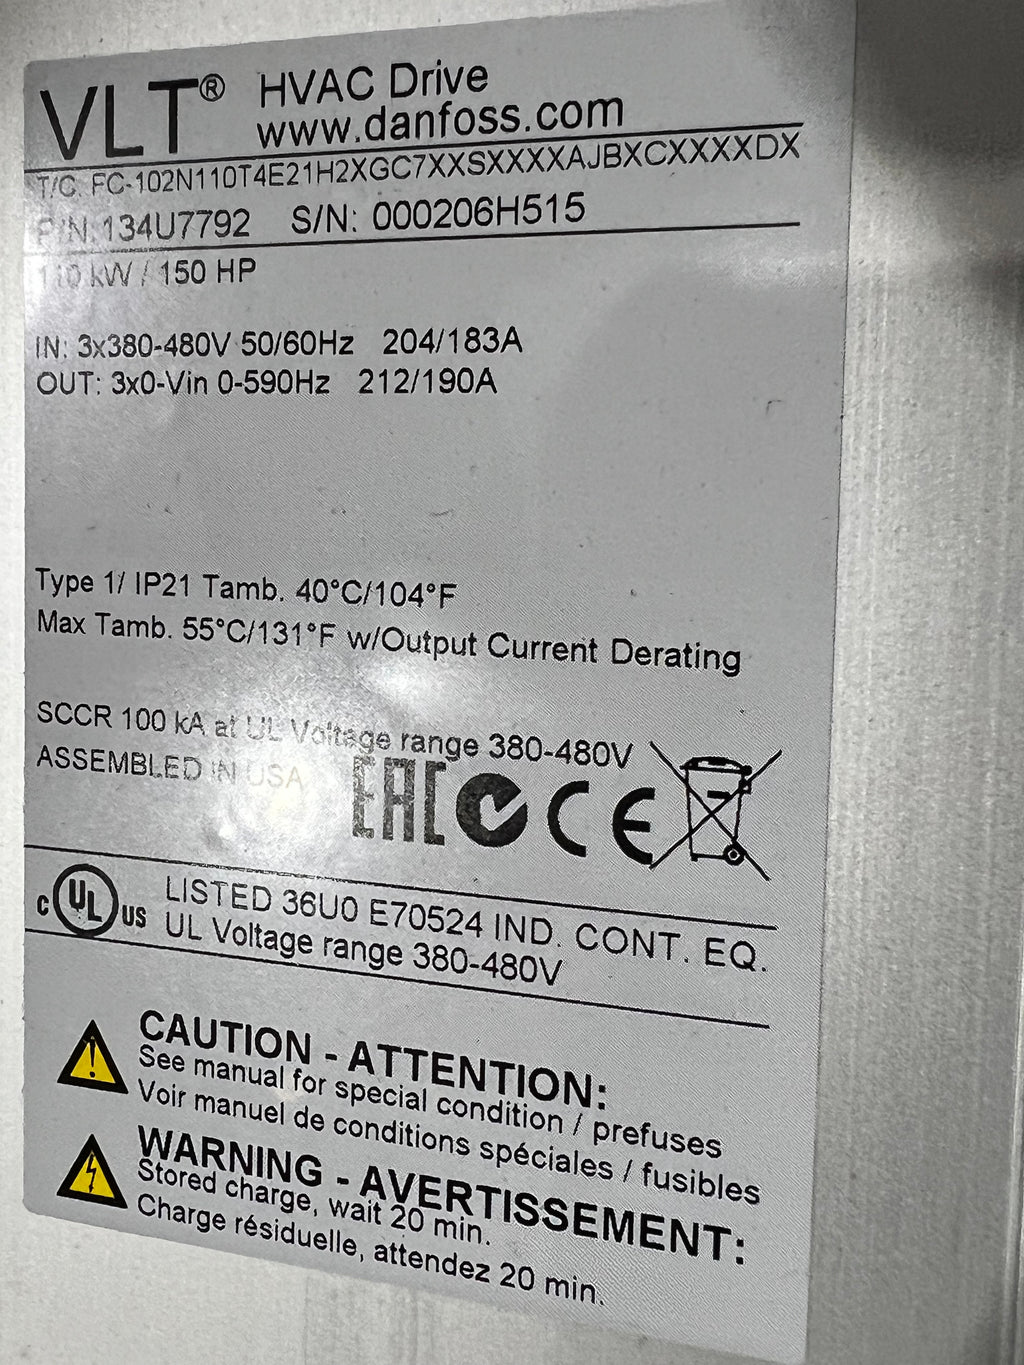 VLT® HVAC Drive
www.danfoss.com
T/C: FC-102N110T4E21H2XGC7XXSXXXXAJBXCXXXXDX
P/N:134U7792 S/N: 000206H515
110 kW / 150 HP
IN: 3x380-480V 50/60Hz 204/183A
OUT: 3x0-Vin 0-590Hz 212/190A
Type 1/ IP21 Tamb. 40°C/104°F
Max Tamb. 55°C/131°F w/Output Current Derating
SCCR 100 kA at UL Voltage range 380-480V
ASSEMBLED IN USA
EAC CE
c UL US LISTED 36U0 E70524 IND. CONT. EQ.
UL Voltage range 380-480V
CAUTION - ATTENTION:
See manual for special condition / prefuses
Voir manuel de conditions spéciales / fusibles
WARNING - AVERTISSEMENT:
Stored charge, wait 20 min.
Charge résiduelle, attendez 20 min.